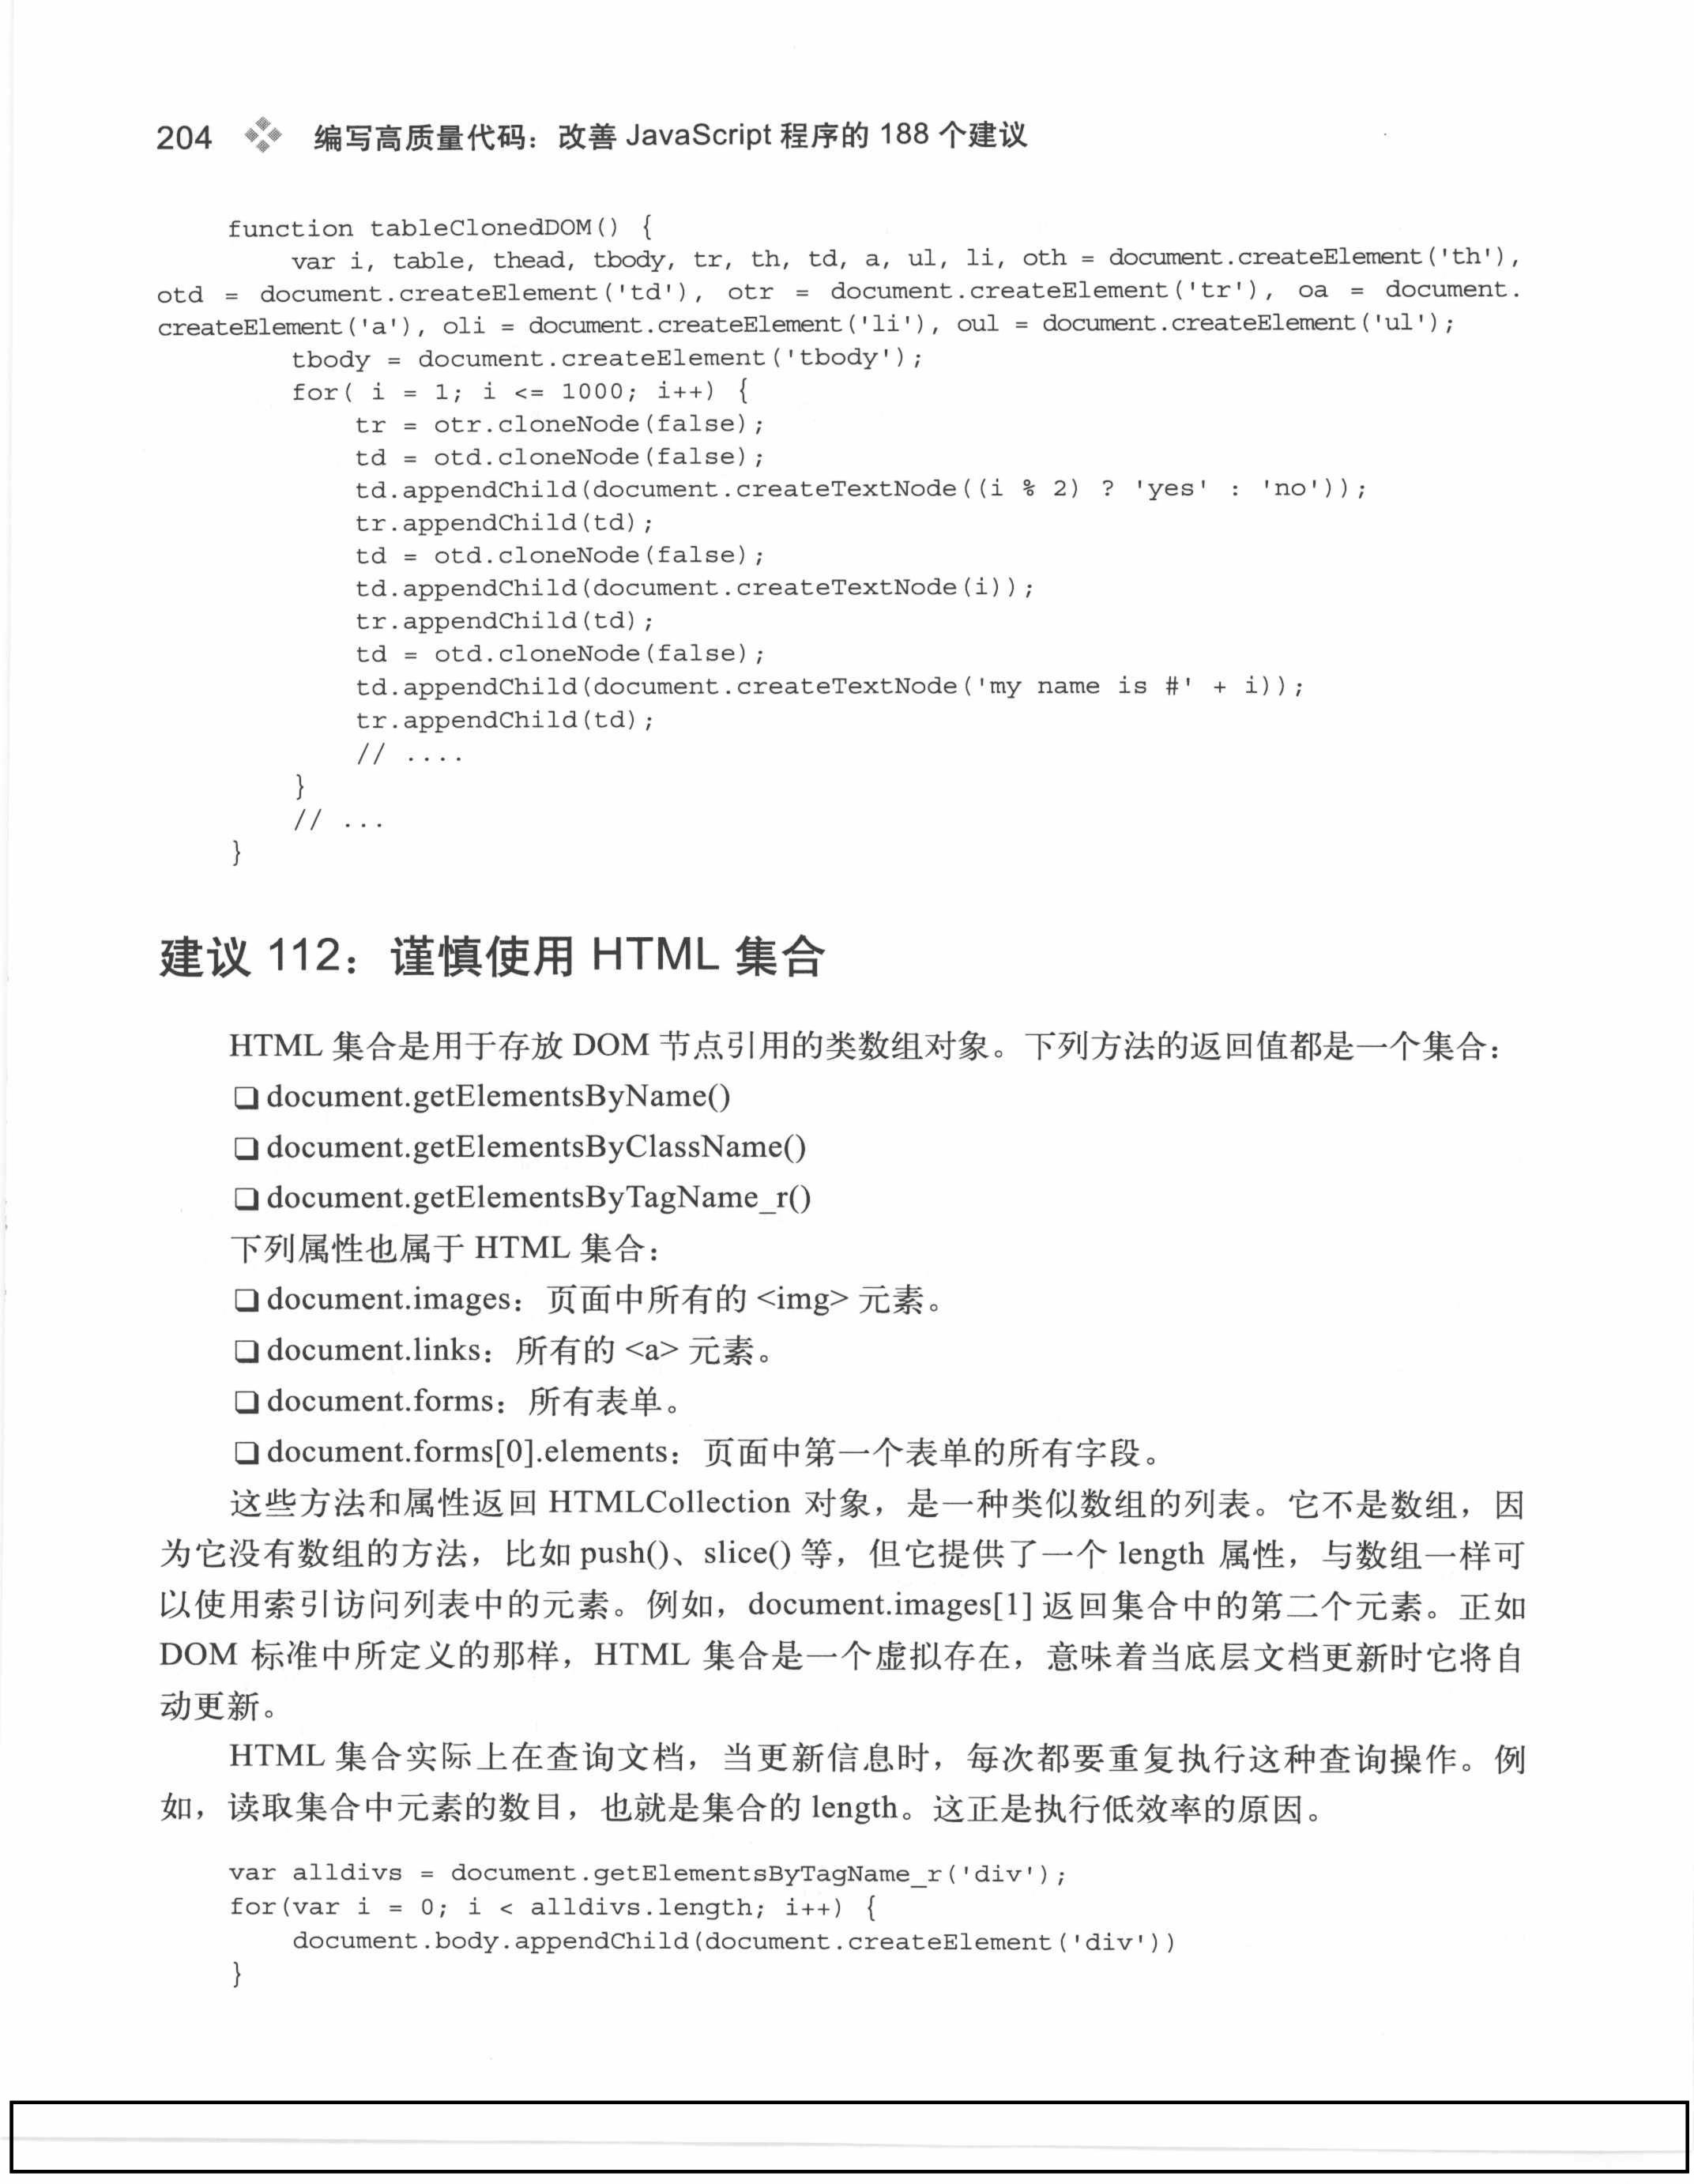 204 编写高质量代码：改善 JavaScript 程序的 188 个建议
function tableClonedDOM() {
var i, table, thead, tbody, tr, th, td, a, ul, li, oth = document.createElement('th'),
otd = document.createElement('td'), otr = document.createElement('tr'), oa = document.
createElement('a'), oli = document.createElement('li'), oul = document.createElement('ul');
tbody = document.createElement('tbody');
for( i = 1; i <= 1000; i++) {
tr = otr.cloneNode(false);
td = otd.cloneNode(false);
td.appendChild(document.createTextNode((i % 2) ? 'yes' : 'no'));
tr.appendChild(td);
td = otd.cloneNode(false);
td.appendChild(document.createTextNode(i));
tr.appendChild(td);
td = otd.cloneNode(false);
td.appendChild(document.createTextNode('my name is #' + i));
tr.appendChild(td);
// ....
}
// ...
}
建议 112：谨慎使用 HTML 集合
HTML 集合是用于存放 DOM 节点引用的类数组对象。下列方法的返回值都是一个集合：
❑ document.getElementsByName()
❑ document.getElementsByClassName()
❑ document.getElementsByTagName_r()
下列属性也属于 HTML 集合：
❑ document.images：页面中所有的 <img> 元素。
❑ document.links：所有的 <a> 元素。
❑ document.forms：所有表单。
❑ document.forms[0].elements：页面中第一个表单的所有字段。
这些方法和属性返回 HTMLCollection 对象，是一种类似数组的列表。它不是数组，因
为它没有数组的方法，比如 push()、slice() 等，但它提供了一个 length 属性，与数组一样可
以使用索引访问列表中的元素。例如，document.images[1] 返回集合中的第二个元素。正如
DOM 标准中所定义的那样，HTML 集合是一个虚拟存在，意味着当底层文档更新时它将自
动更新。
HTML 集合实际上在查询文档，当更新信息时，每次都要重复执行这种查询操作。例
如，读取集合中元素的数目，也就是集合的 length。这正是执行低效率的原因。
var alldivs = document.getElementsByTagName_r('div');
for(var i = 0; i < alldivs.length; i++) {
document.body.appendChild(document.createElement('div'))
}